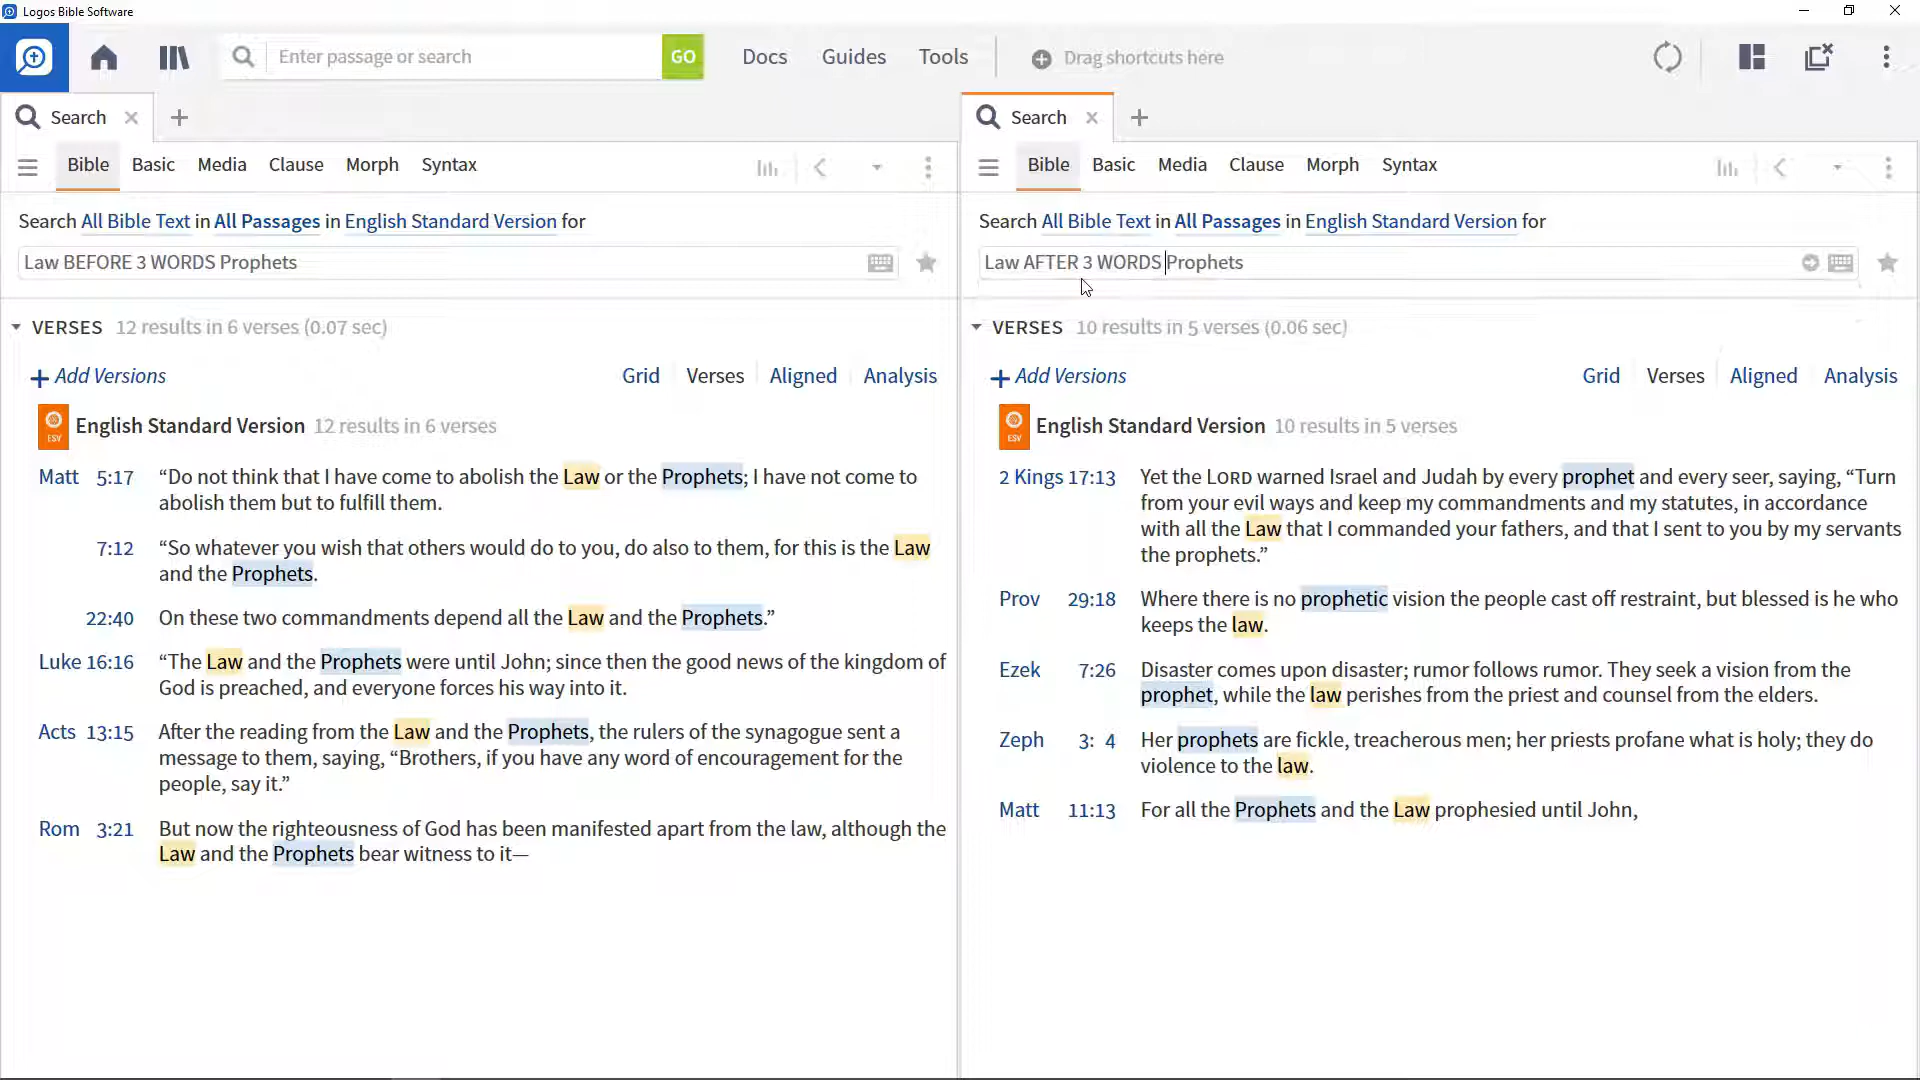 Logos Bible Software
Enter passage or search
GO
Docs
Guides
Tools
Drag shortcuts here
Search
Bible
Basic
Media
Clause
Morph
Syntax
Search All Bible Text in All Passages in English Standard Version for
Law BEFORE 3 WORDS Prophets
VERSES 12 results in 6 verses (0.07 sec)
Add Versions
Grid
Verses
Aligned
Analysis
ESV
English Standard Version 12 results in 6 verses
Matt 5:17 “Do not think that I have come to abolish the Law or the Prophets; I have not come to
abolish them but to fulfill them.
7:12 “So whatever you wish that others would do to you, do also to them, for this is the Law
and the Prophets.
22:40 On these two commandments depend all the Law and the Prophets.”
Luke 16:16 “The Law and the Prophets were until John; since then the good news of the kingdom of
God is preached, and everyone forces his way into it.
Acts 13:15 After the reading from the Law and the Prophets, the rulers of the synagogue sent a
message to them, saying, “Brothers, if you have any word of encouragement for the
people, say it.”
Rom 3:21 But now the righteousness of God has been manifested apart from the law, although the
Law and the Prophets bear witness to it—
Search
Bible
Basic
Media
Clause
Morph
Syntax
Search All Bible Text in All Passages in English Standard Version for
Law AFTER 3 WORDS Prophets
VERSES 10 results in 5 verses (0.06 sec)
Add Versions
Grid
Verses
Aligned
Analysis
ESV
English Standard Version 10 results in 5 verses
2 Kings 17:13 Yet the LORD warned Israel and Judah by every prophet and every seer, saying, “Turn
from your evil ways and keep my commandments and my statutes, in accordance
with all the Law that I commanded your fathers, and that I sent to you by my servants
the prophets.”
Prov 29:18 Where there is no prophetic vision the people cast off restraint, but blessed is he who
keeps the law.
Ezek 7:26 Disaster comes upon disaster; rumor follows rumor. They seek a vision from the
prophet, while the law perishes from the priest and counsel from the elders.
Zeph 3: 4 Her prophets are fickle, treacherous men; her priests profane what is holy; they do
violence to the law.
Matt 11:13 For all the Prophets and the Law prophesied until John,